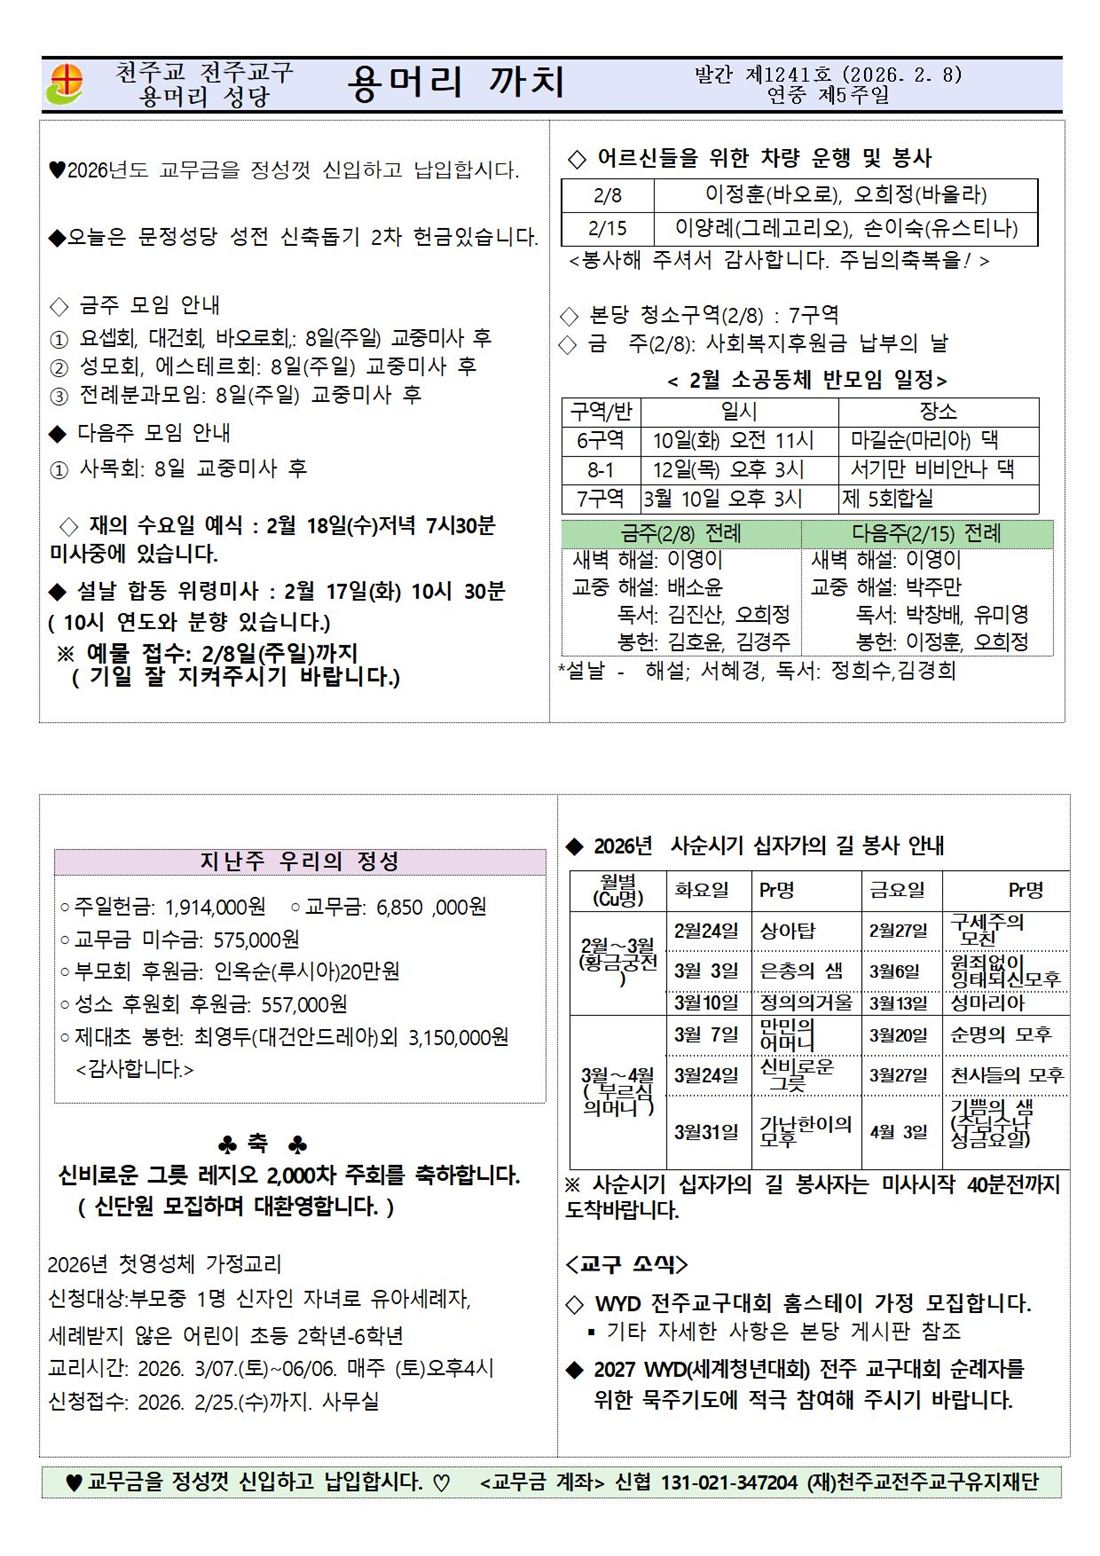 천주교 전주교구
용머리 성당
용머리 까치
발간 제1241호 (2026. 2. 8)
연중 제5주일
♥2026년도 교무금을 정성껏 신입하고 납입합시다.
◆오늘은 문정성당 성전 신축돕기 2차 헌금있습니다.
◇ 금주 모임 안내
① 요셉회, 대건회, 바오로회,: 8일(주일) 교중미사 후
② 성모회, 에스테르회: 8일(주일) 교중미사 후
③ 전례분과모임: 8일(주일) 교중미사 후
◆ 다음주 모임 안내
① 사목회: 8일 교중미사 후
◇ 재의 수요일 예식 : 2월 18일(수)저녁 7시30분
미사중에 있습니다.
◆ 설날 합동 위령미사 : 2월 17일(화) 10시 30분
( 10시 연도와 분향 있습니다.)
※ 예물 접수: 2/8일(주일)까지
( 기일 잘 지켜주시기 바랍니다.)
◇ 어르신들을 위한 차량 운행 및 봉사
2/8 이정훈(바오로), 오희정(바울라)
2/15 이양례(그레고리오), 손이숙(유스티나)
<봉사해 주셔서 감사합니다. 주님의축복을! >
◇ 본당 청소구역(2/8) : 7구역
◇ 금 주(2/8): 사회복지후원금 납부의 날
< 2월 소공동체 반모임 일정>
구역/반 일시 장소
6구역 10일(화) 오전 11시 마길순(마리아) 댁
8-1 12일(목) 오후 3시 서기만 비비안나 댁
7구역 3월 10일 오후 3시 제 5회합실
금주(2/8) 전례 다음주(2/15) 전례
새벽 해설: 이영이 새벽 해설: 이영이
교중 해설: 배소윤 교중 해설: 박주만
독서: 김진산, 오희정 독서: 박창배, 유미영
봉헌: 김호윤, 김경주 봉헌: 이정훈, 오희정
*설날 - 해설; 서혜경, 독서: 정희수,김경희
지난주 우리의 정성
○ 주일헌금: 1,914,000원 ○ 교무금: 6,850 ,000원
○ 교무금 미수금: 575,000원
○ 부모회 후원금: 인옥순(루시아)20만원
○ 성소 후원회 후원금: 557,000원
○ 제대초 봉헌: 최영두(대건안드레아)외 3,150,000원
<감사합니다.>
♣ 축 ♣
신비로운 그릇 레지오 2,000차 주회를 축하합니다.
( 신단원 모집하며 대환영합니다. )
2026년 첫영성체 가정교리
신청대상:부모중 1명 신자인 자녀로 유아세례자,
세례받지 않은 어린이 초등 2학년-6학년
교리시간: 2026. 3/07.(토)~06/06. 매주 (토)오후4시
신청접수: 2026. 2/25.(수)까지. 사무실
◆ 2026년 사순시기 십자가의 길 봉사 안내
월별
(Cu명) 화요일 Pr명 금요일 Pr명
2월~3월
(황금궁전
)
2월24일 상아탑 2월27일 구세주의
모친
3월 3일 은총의 샘 3월6일 원죄없이
잉태되신모후
3월10일 정의의거울 3월13일 성마리아
3월~4월
( 부르심
의머니 )
3월 7일 만민의
어머니 3월20일 순명의 모후
3월24일 신비로운
그릇 3월27일 천사들의 모후
3월31일 가난한이의
모후 4월 3일 기쁨의 샘
(주님수난
성금요일)
※ 사순시기 십자가의 길 봉사자는 미사시작 40분전까지
도착바랍니다.
<교구 소식>
◇ WYD 전주교구대회 홈스테이 가정 모집합니다.
▪ 기타 자세한 사항은 본당 게시판 참조
◆ 2027 WYD(세계청년대회) 전주 교구대회 순례자를
위한 묵주기도에 적극 참여해 주시기 바랍니다.
♥ 교무금을 정성껏 신입하고 납입합시다. ♡ <교무금 계좌> 신협 131-021-347204 (재)천주교전주교구유지재단